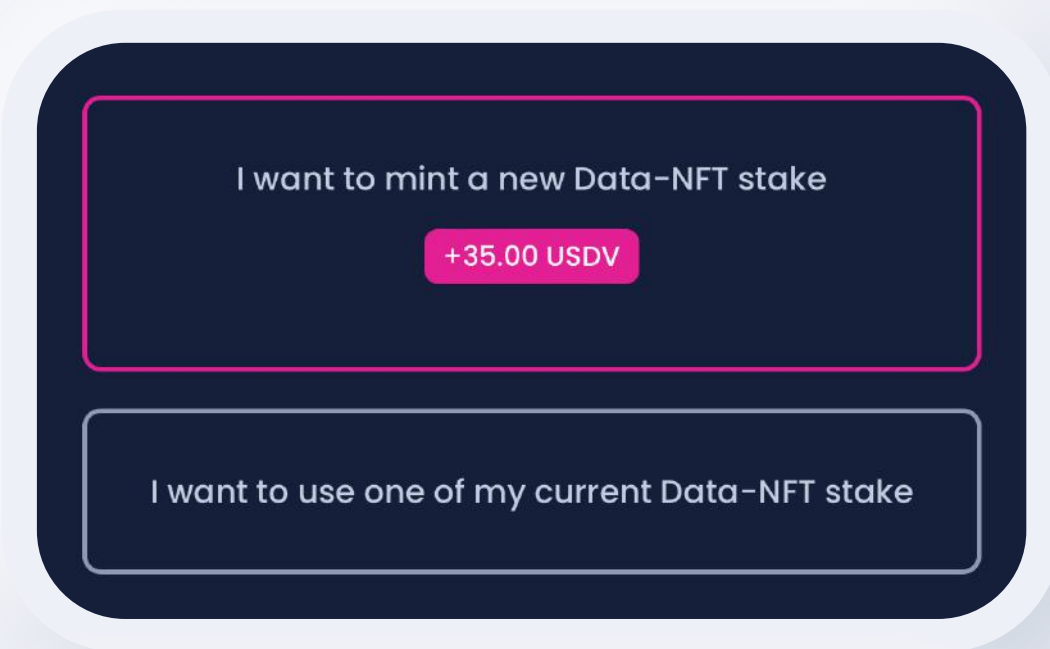 I want to mint a new Data-NFT stake
+35.00 USDV
I want to use one of my current Data-NFT stake